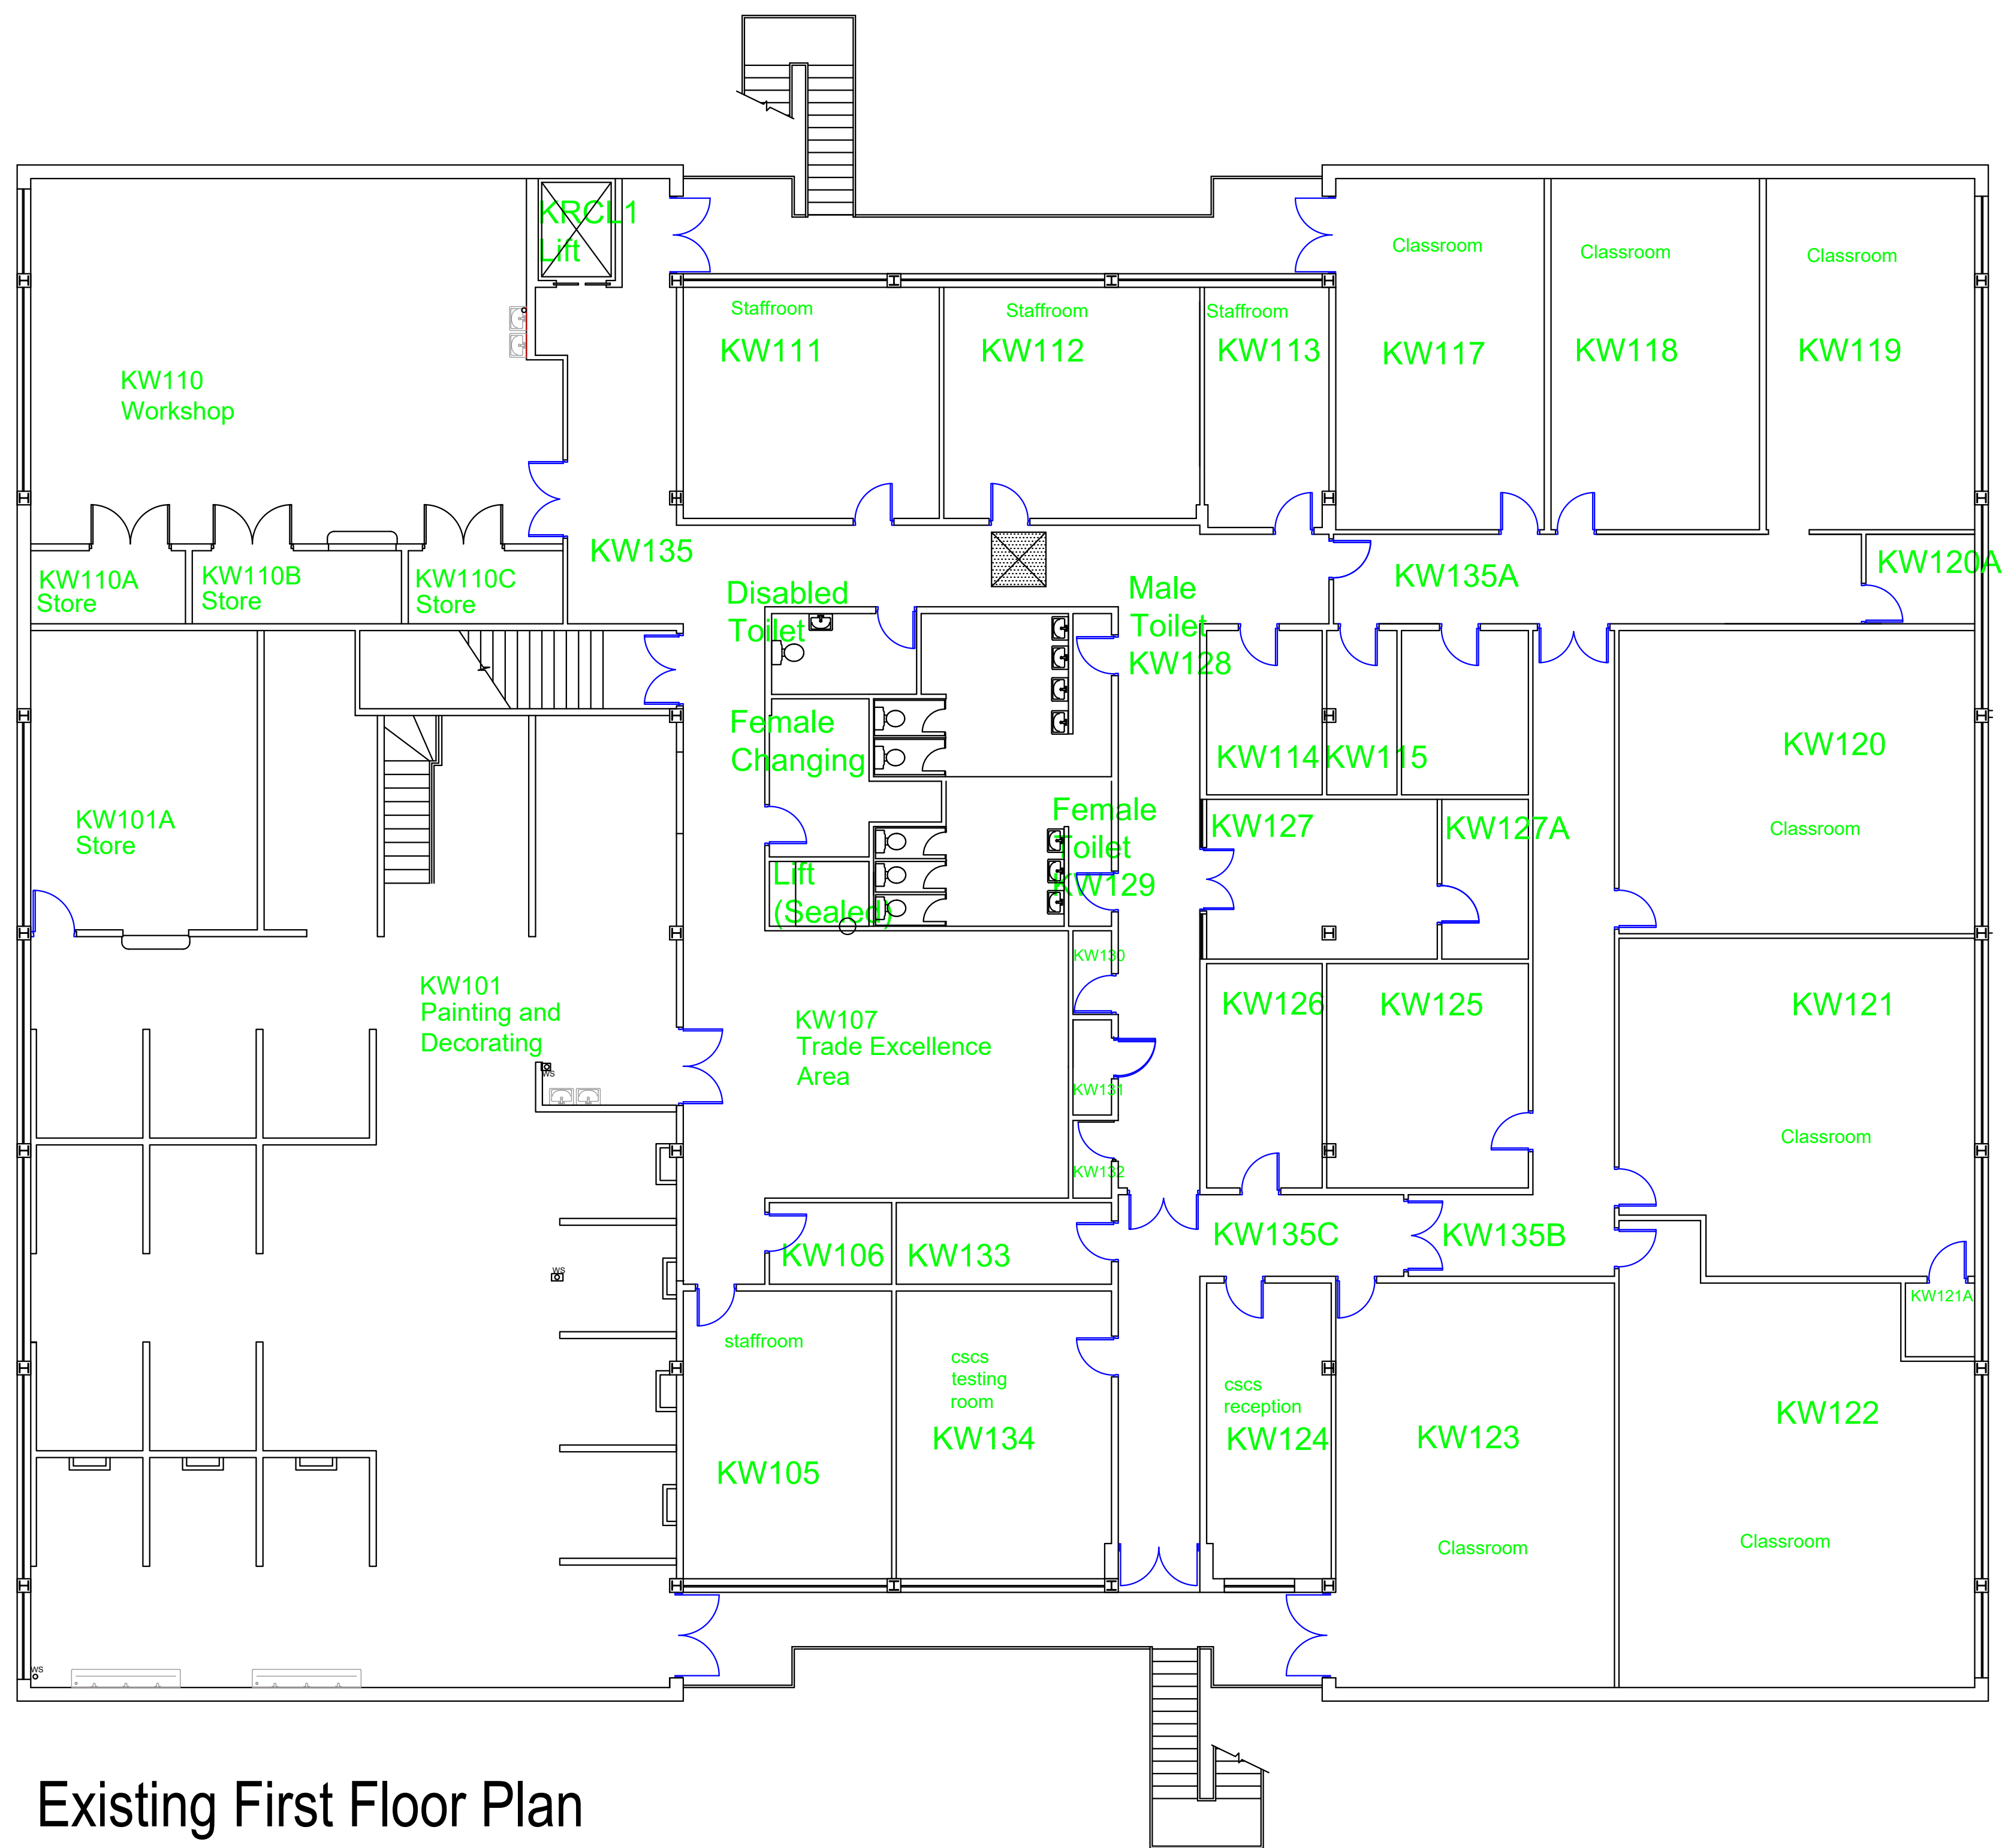 KRCL1
Lift
Classroom
Classroom
Classroom
Staffroom
Staffroom
Staffroom
KW111
KW112
KW113
KW117
KW118
KW119
KW110
Workshop
KW135
KW110A
Store
KW110B
Store
KW110C
Store
KW135A
KW120A
Disabled
Toilet
Male
Toilet
KW128
Female
Changing
KW114
KW115
KW120
Classroom
KW101A
Store
Female
Toilet
KW129
KW127
KW127A
Lift
(Sealed)
KW130
KW101
Painting and
Decorating
KW107
Trade Excellence
Area
KW126
KW125
KW121
Classroom
ws
KW131
KW132
KW106
KW133
KW135C
KW135B
ws
KW121A
staffroom
cscs
testing
room
KW134
cscs
reception
KW124
KW123
KW122
KW105
Classroom
Classroom
ws
Existing First Floor Plan